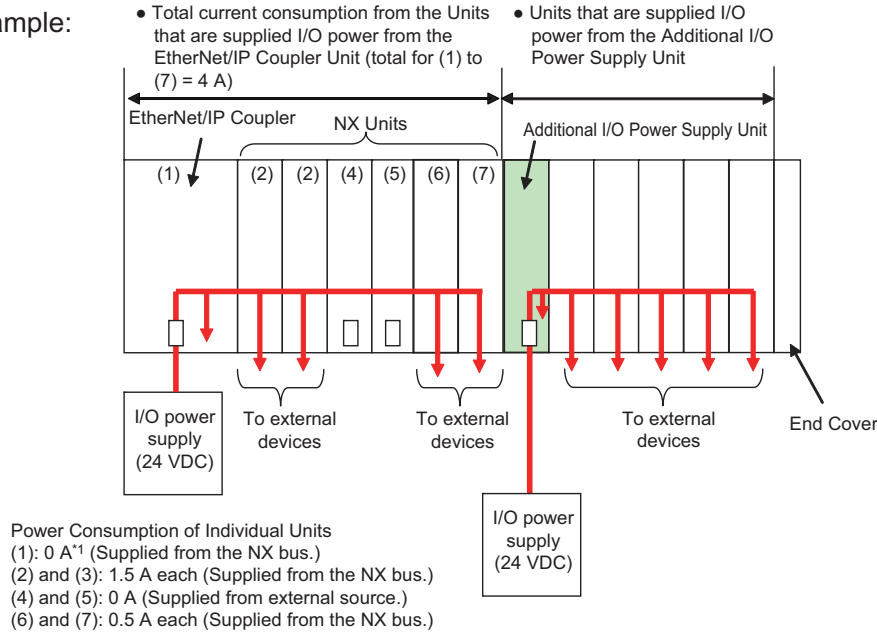 ample:
● Total current consumption from the Units
that are supplied I/O power from the
EtherNet/IP Coupler Unit (total for (1) to
(7) = 4 A)
● Units that are supplied I/O
power from the Additional I/O
Power Supply Unit
EtherNet/IP Coupler
NX Units
Additional I/O Power Supply Unit
(1)
(2)
(2)
(4)
(5)
(6)
(7)
I/O power
supply
(24 VDC)
To external
devices
To external
devices
To external
devices
End Cover
I/O power
supply
(24 VDC)
Power Consumption of Individual Units
(1): 0 A*1 (Supplied from the NX bus.)
(2) and (3): 1.5 A each (Supplied from the NX bus.)
(4) and (5): 0 A (Supplied from external source.)
(6) and (7): 0.5 A each (Supplied from the NX bus.)